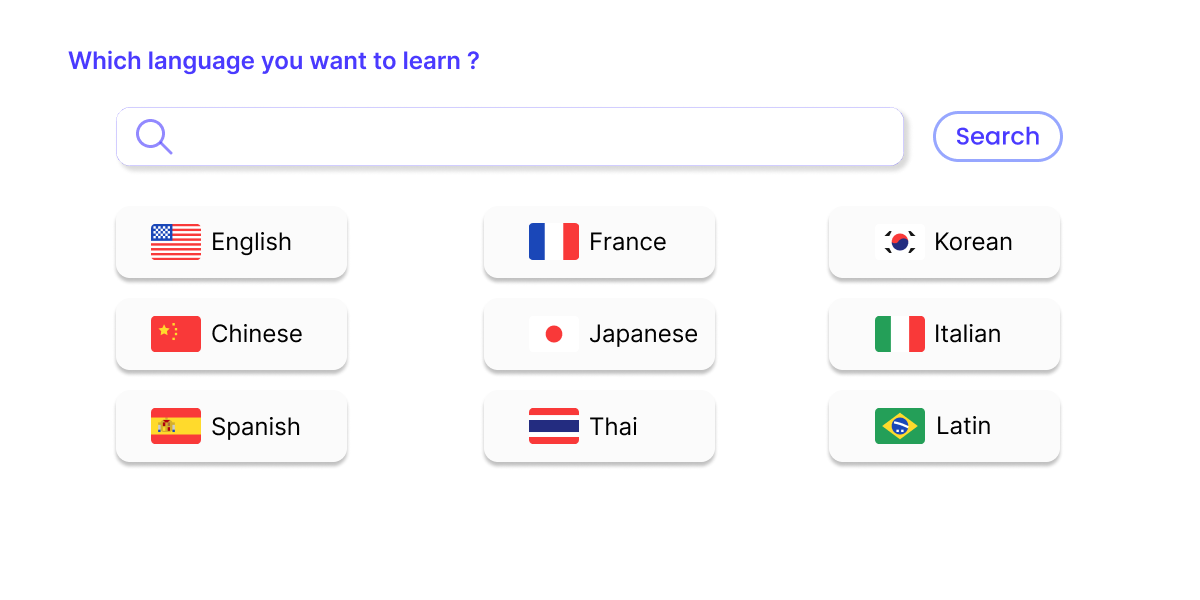 Which language you want to learn ?
Search
English
France
Korean
Chinese
Japanese
Italian
Spanish
Thai
Latin